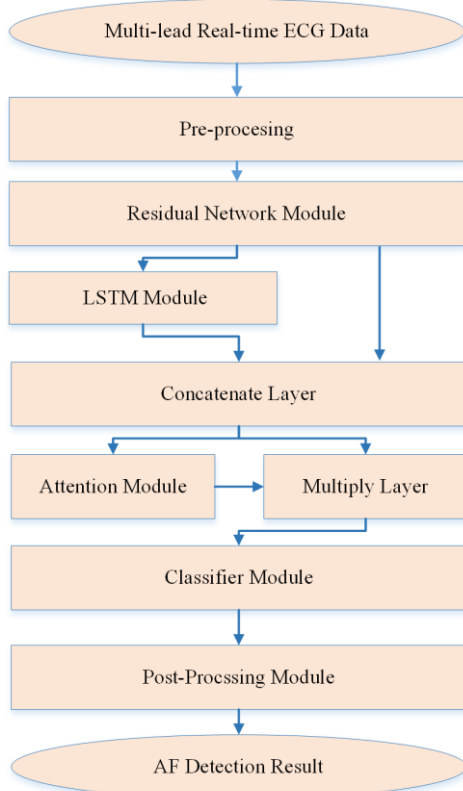 Multi-lead Real-time ECG Data
Pre-procesing
Residual Network Module
LSTM Module
Concatenate Layer
Attention Module
Multiply Layer
Classifier Module
Post-Procssing Module
AF Detection Result